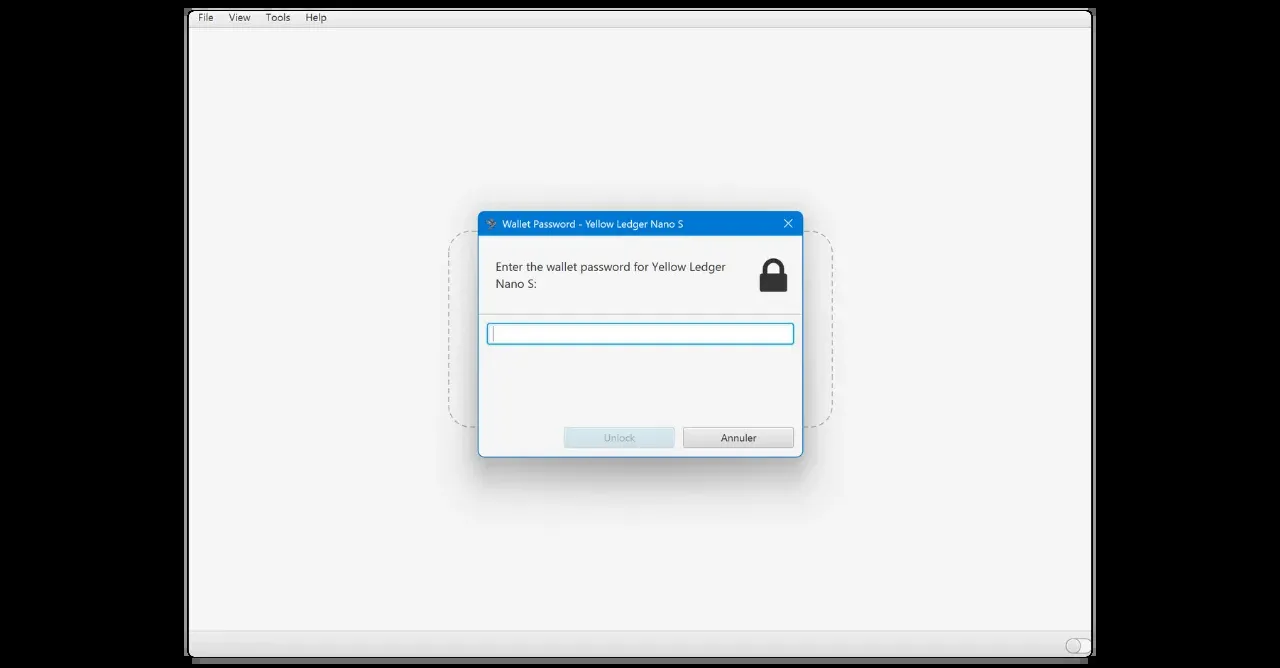 File View Tools Help
Wallet Password - Yellow Ledger Nano S
Enter the wallet password for Yellow Ledger
Nano S:
Unlock Annuler